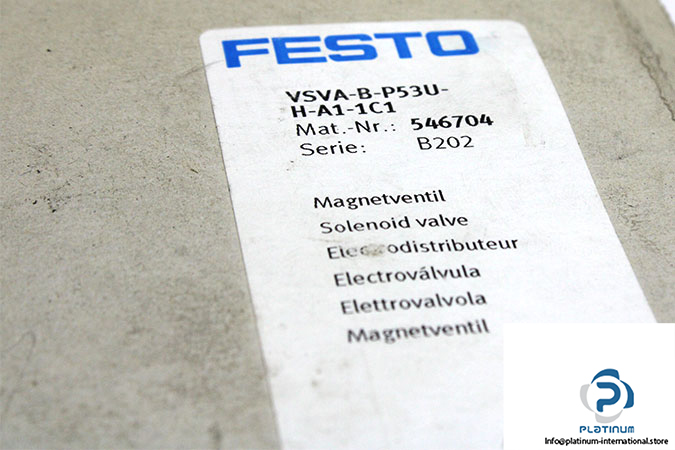 FESTO
VSVA-B-P53U-
H-A1-1C1
Mat.-Nr.: 546704
Serie: B202
Magnetventil
Solenoid valve
Electrodistributeur
Electroválvula
Elettrovalvola
Magnetventil
PLATINUM
Info@platinum-international.store